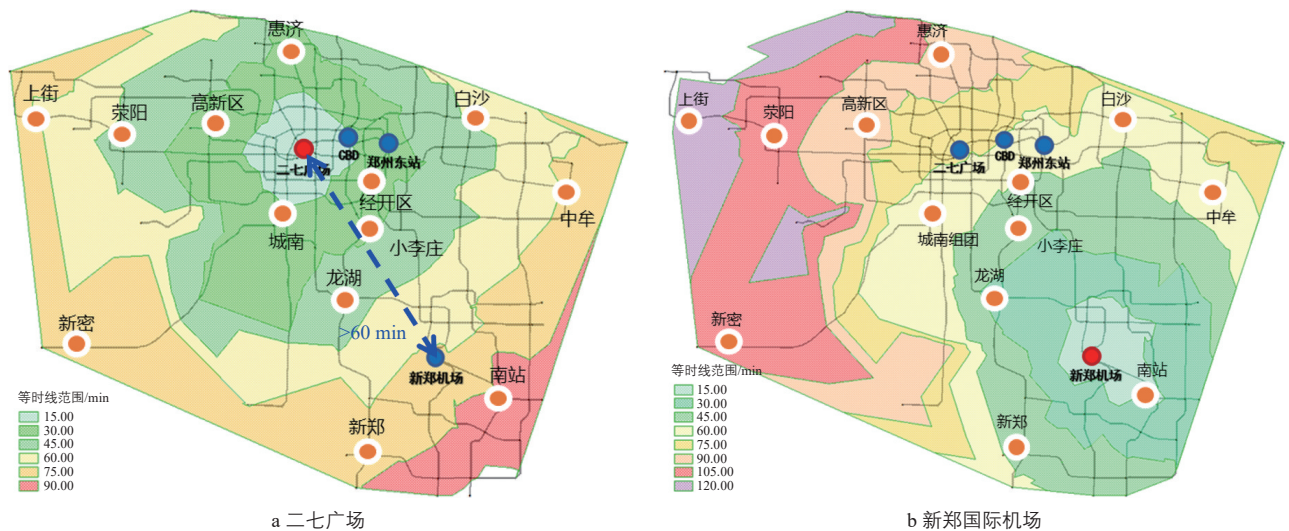 惠济
上街
荥阳
高新区
白沙
CBD
郑州东站
二七广场
经开区
中牟
城南
小李庄
龙湖
>60 min
新密
新郑机场
南站
新郑
等时线范围/min
15.00
30.00
45.00
60.00
75.00
90.00
a 二七广场
惠济
上街
荥阳
高新区
白沙
CBD
郑州东站
二七广场
经开区
中牟
城南组团
小李庄
龙湖
新密
新郑机场
南站
新郑
等时线范围/min
15.00
30.00
45.00
60.00
75.00
90.00
105.00
120.00
b 新郑国际机场